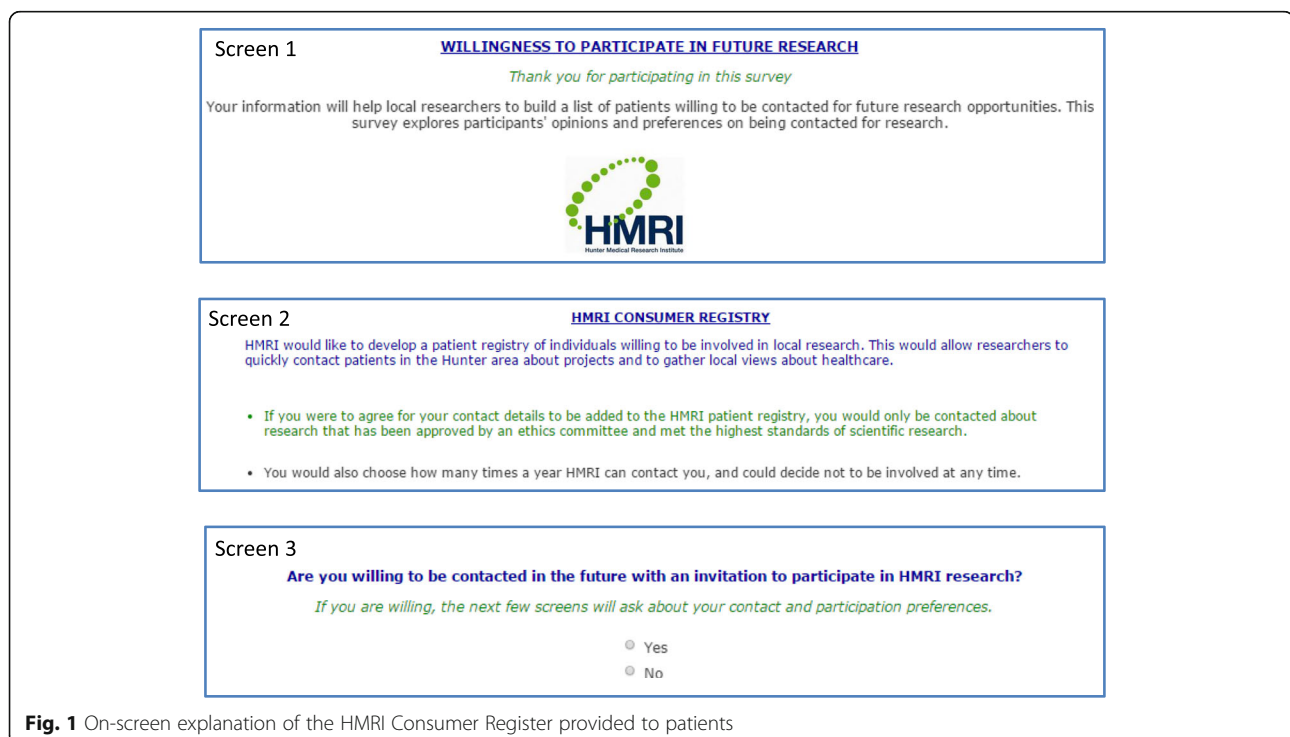 Screen 1
WILLINGNESS TO PARTICIPATE IN FUTURE RESEARCH
Thank you for participating in this survey
Your information will help local researchers to build a list of patients willing to be contacted for future research opportunities. This
survey explores participants' opinions and preferences on being contacted for research.
HMRI
Hunter Medical Research Institute
Screen 2
HMRI CONSUMER REGISTRY
HMRI would like to develop a patient registry of individuals willing to be involved in local research. This would allow researchers to
quickly contact patients in the Hunter area about projects and to gather local views about healthcare.
• If you were to agree for your contact details to be added to the HMRI patient registry, you would only be contacted about
research that has been approved by an ethics committee and met the highest standards of scientific research.
• You would also choose how many times a year HMRI can contact you, and could decide not to be involved at any time.
Screen 3
Are you willing to be contacted in the future with an invitation to participate in HMRI research?
If you are willing, the next few screens will ask about your contact and participation preferences.
Yes
No
Fig. 1 On-screen explanation of the HMRI Consumer Register provided to patients